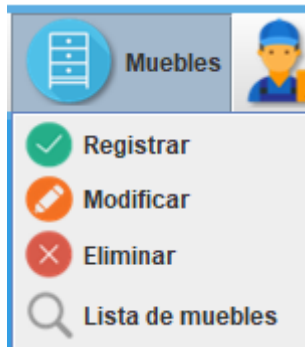 Muebles
Registrar
Modificar
Eliminar
Lista de muebles